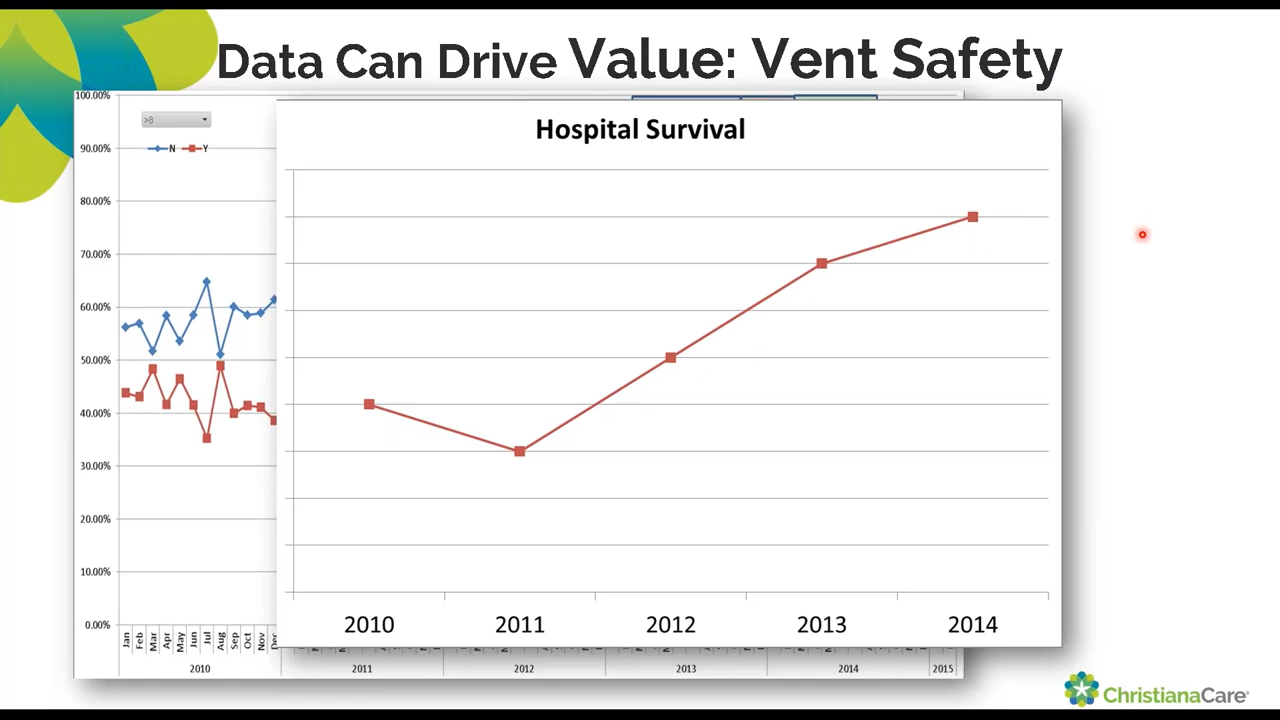 Data Can Drive Value: Vent Safety
100.00%
>8
N Y
90.00%
80.00%
70.00%
60.00%
50.00%
40.00%
30.00%
20.00%
10.00%
0.00%
Jan Feb Mar Apr May Jun Jul Aug Sep Oct Nov
2010 2011 2012 2013 2014 2015
Hospital Survival
2010 2011 2012 2013 2014
ChristianaCare®